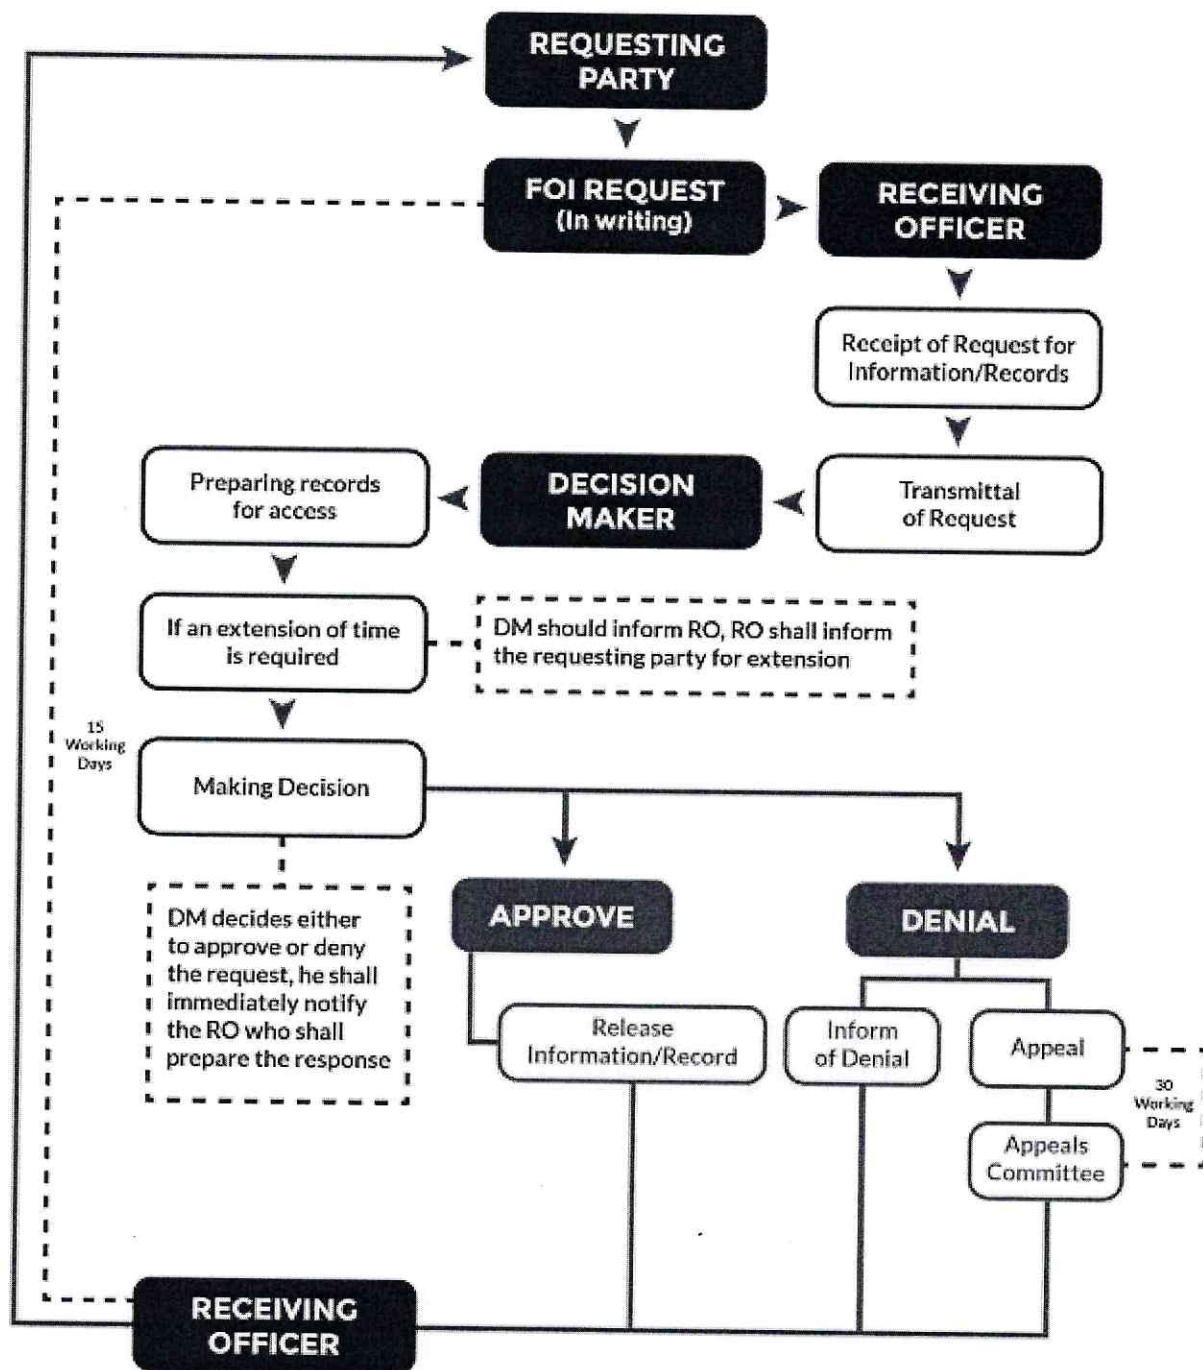 REQUESTING
PARTY
FOI REQUEST
(In writing)
RECEIVING
OFFICER
Receipt of Request for
Information/Records
Transmittal
of Request
DECISION
MAKER
Preparing records
for access
If an extension of time
is required
DM should inform RO, RO shall inform
the requesting party for extension
15
Working
Days
Making Decision
DM decides either
to approve or deny
the request, he shall
immediately notify
the RO who shall
prepare the response
APPROVE
DENIAL
Release
Information/Record
Inform
of Denial
Appeal
30
Working
Days
Appeals
Committee
RECEIVING
OFFICER